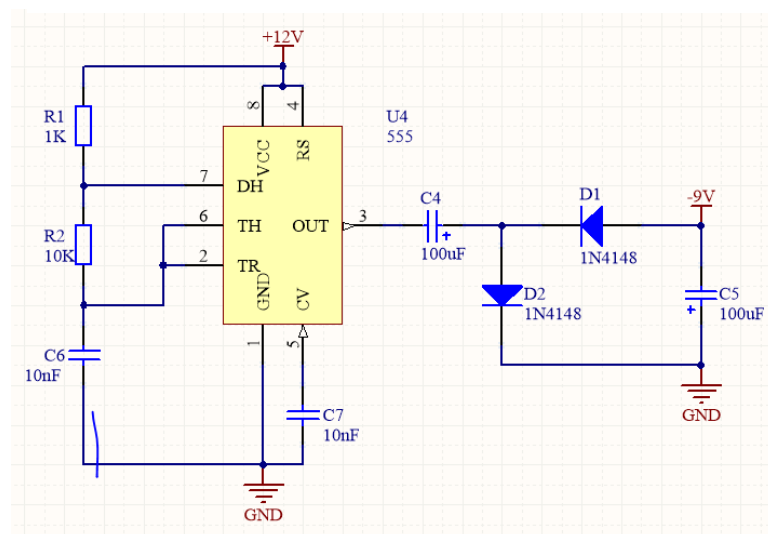 +12V
R1
1K
8
4
U4
555
VCC
RS
7
DH
C4
D1
-9V
6
TH
OUT
3
R2
10K
2
TR
100uF
1N4148
GND
CV
D2
1N4148
C5
100uF
1
5
C6
10nF
C7
10nF
GND
GND